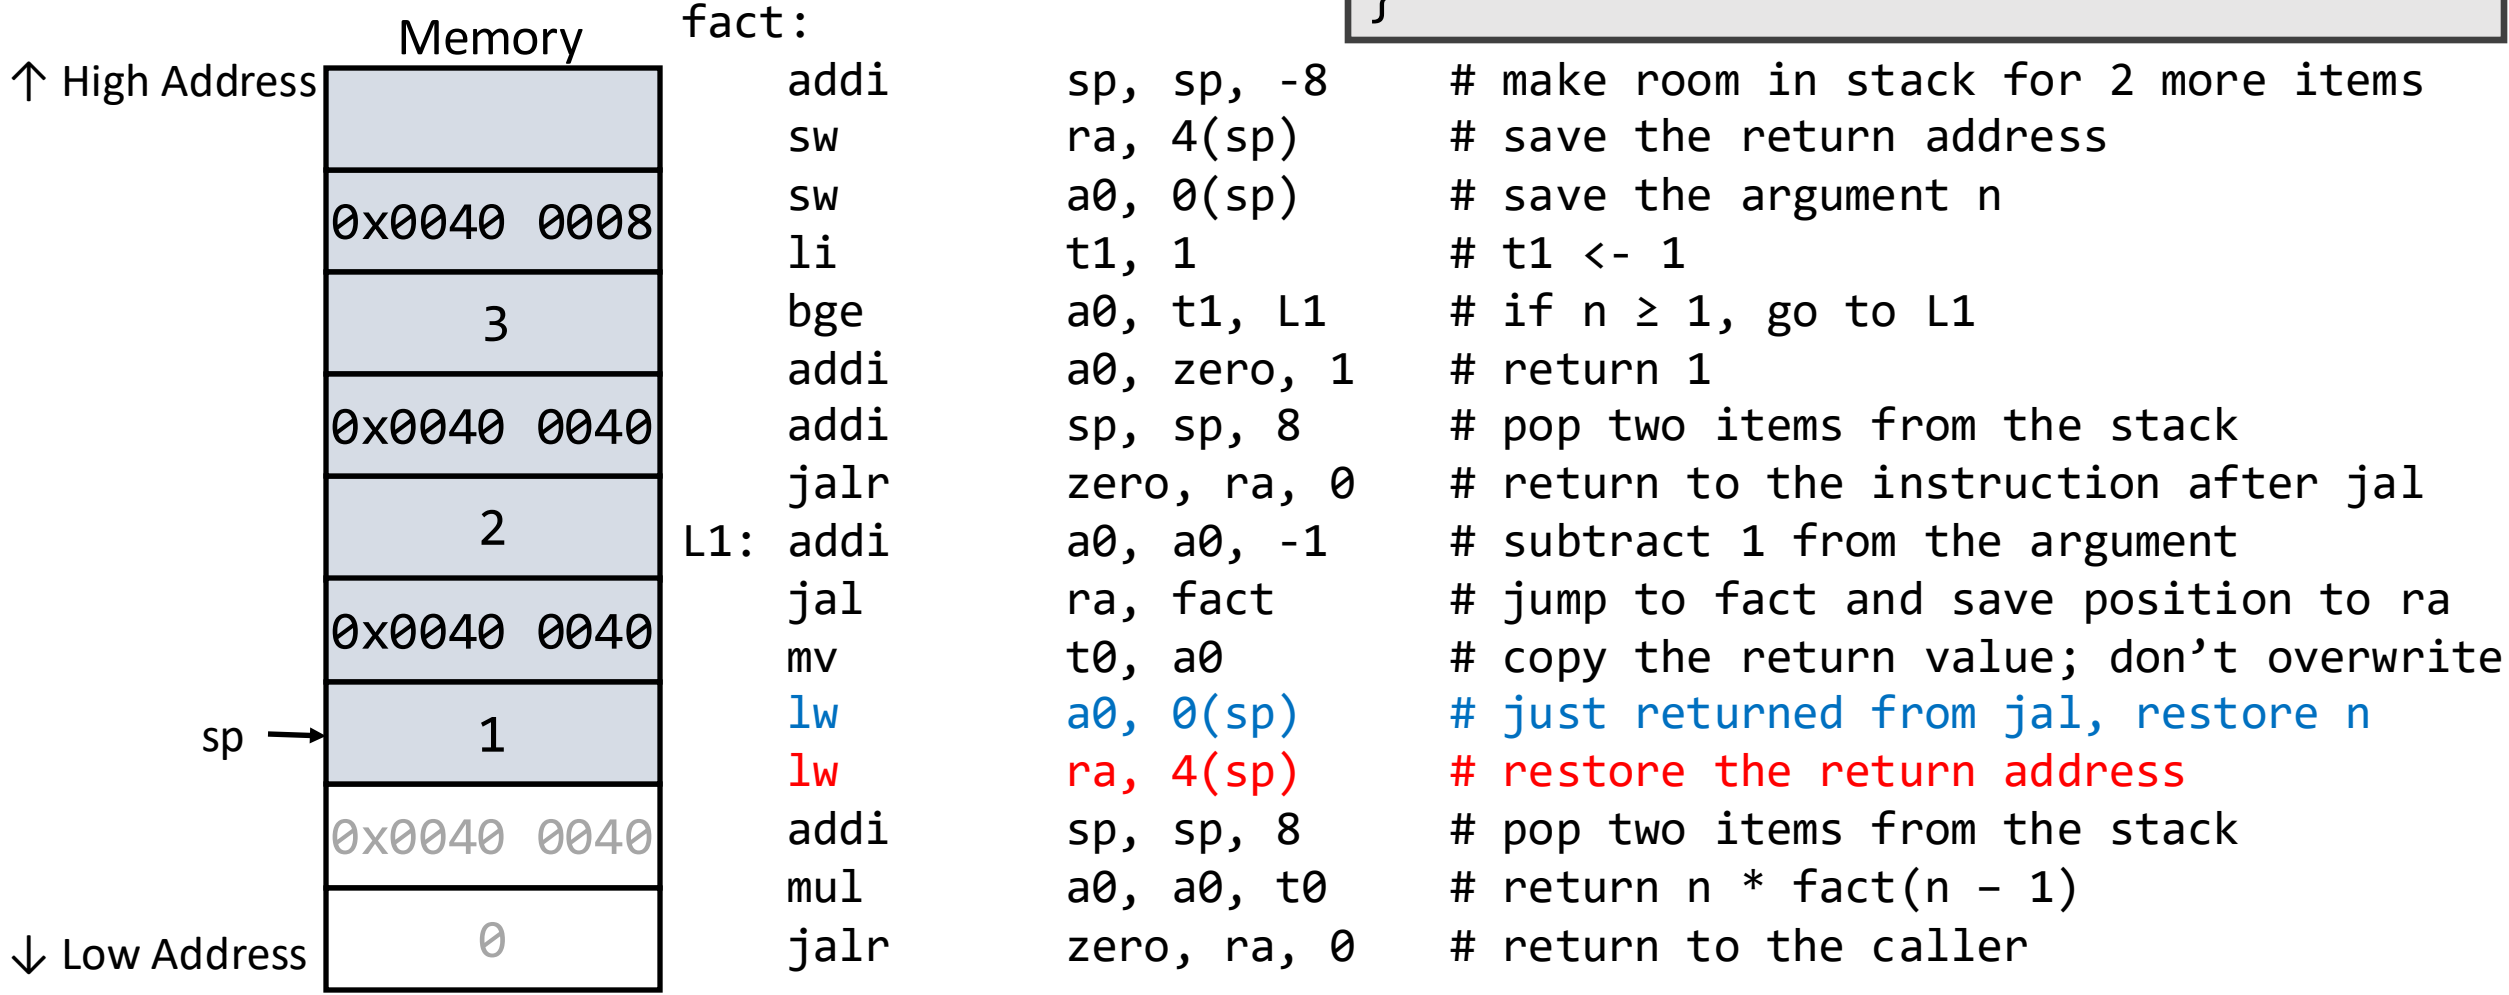 }
fact:
Memory
↑ High Address
addi sp, sp, -8 # make room in stack for 2 more items
sw ra, 4(sp) # save the return address
sw a0, 0(sp) # save the argument n
li t1, 1 # t1 <- 1
bge a0, t1, L1 # if n ≥ 1, go to L1
addi a0, zero, 1 # return 1
addi sp, sp, 8 # pop two items from the stack
jalr zero, ra, 0 # return to the instruction after jal
L1: addi a0, a0, -1 # subtract 1 from the argument
jal ra, fact # jump to fact and save position to ra
mv t0, a0 # copy the return value; don’t overwrite
lw a0, 0(sp) # just returned from jal, restore n
lw ra, 4(sp) # restore the return address
addi sp, sp, 8 # pop two items from the stack
mul a0, a0, t0 # return n * fact(n – 1)
jalr zero, ra, 0 # return to the caller
0x0040 0008
3
0x0040 0040
2
0x0040 0040
sp → 1
0x0040 0040
0
↓ Low Address